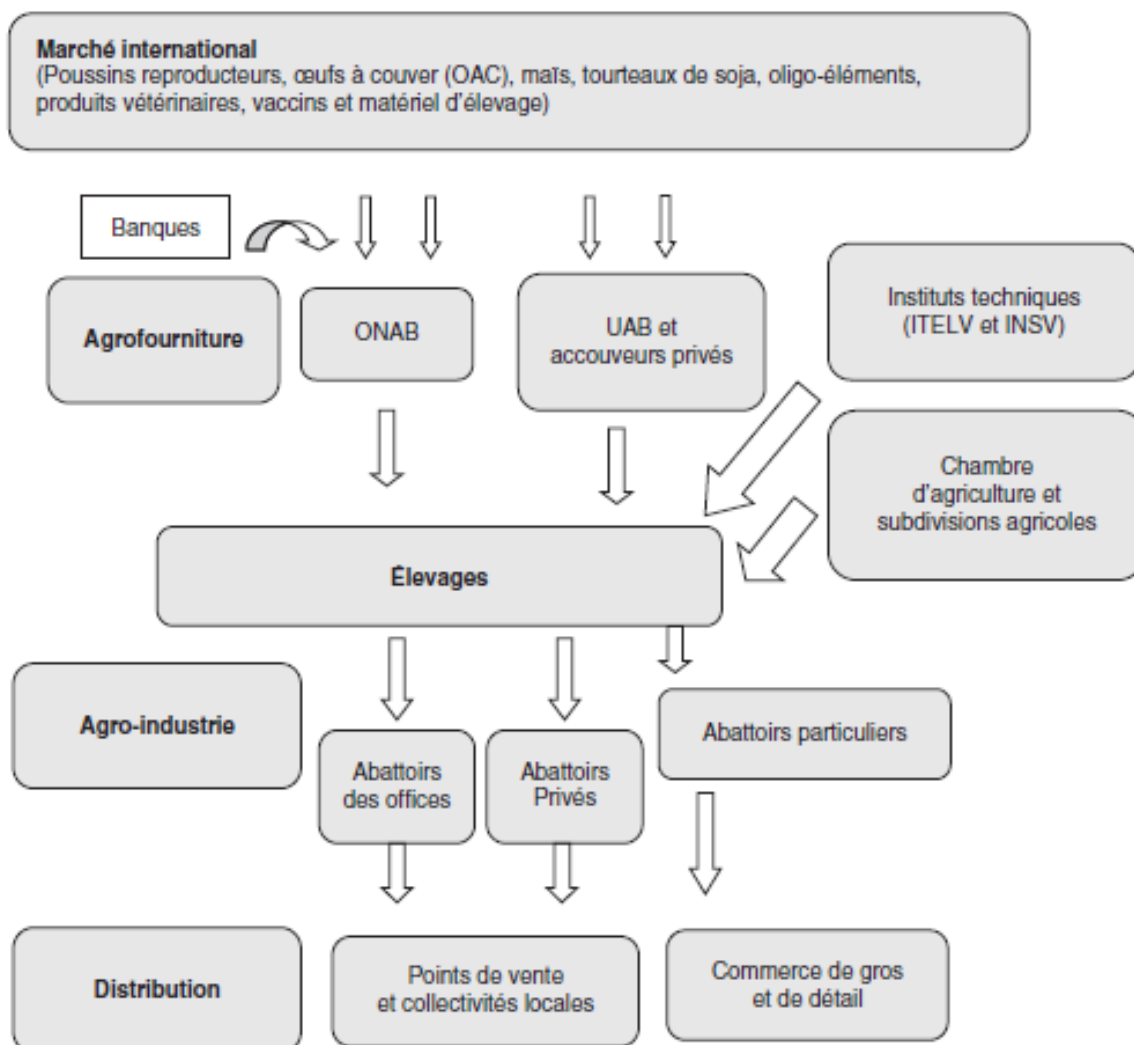 Marché international
(Poussins reproducteurs, œufs à couver (OAC), maïs, tourteaux de soja, oligo-éléments,
produits vétérinaires, vaccins et matériel d'élevage)
Banques
Agrofourniture
ONAB
UAB et
accouveurs privés
Instituts techniques
(ITELV et INSV)
Chambre
d'agriculture et
subdivisions agricoles
Élevages
Agro-industrie
Abattoirs
des offices
Abattoirs
Privés
Abattoirs particuliers
Distribution
Points de vente
et collectivités locales
Commerce de gros
et de détail